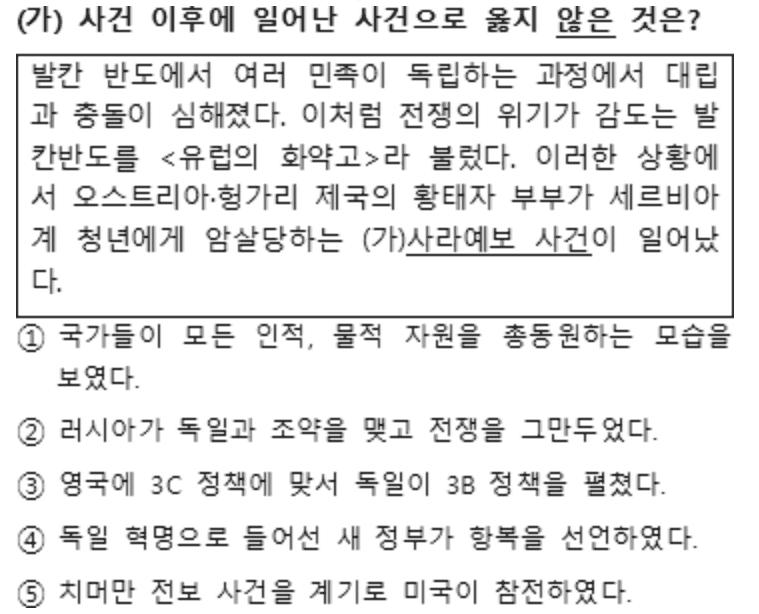 (가) 사건 이후에 일어난 사건으로 옳지 않은 것은?
발칸 반도에서 여러 민족이 독립하는 과정에서 대립
과 충돌이 심해졌다. 이처럼 전쟁의 위기가 감도는 발
칸반도를 <유럽의 화약고>라 불렀다. 이러한 상황에
서 오스트리아·헝가리 제국의 황태자 부부가 세르비아
계 청년에게 암살당하는 (가)사라예보 사건이 일어났
다.
① 국가들이 모든 인적, 물적 자원을 총동원하는 모습을
보였다.
② 러시아가 독일과 조약을 맺고 전쟁을 그만두었다.
③ 영국에 3C 정책에 맞서 독일이 3B 정책을 펼쳤다.
④ 독일 혁명으로 들어선 새 정부가 항복을 선언하였다.
⑤ 치머만 전보 사건을 계기로 미국이 참전하였다.